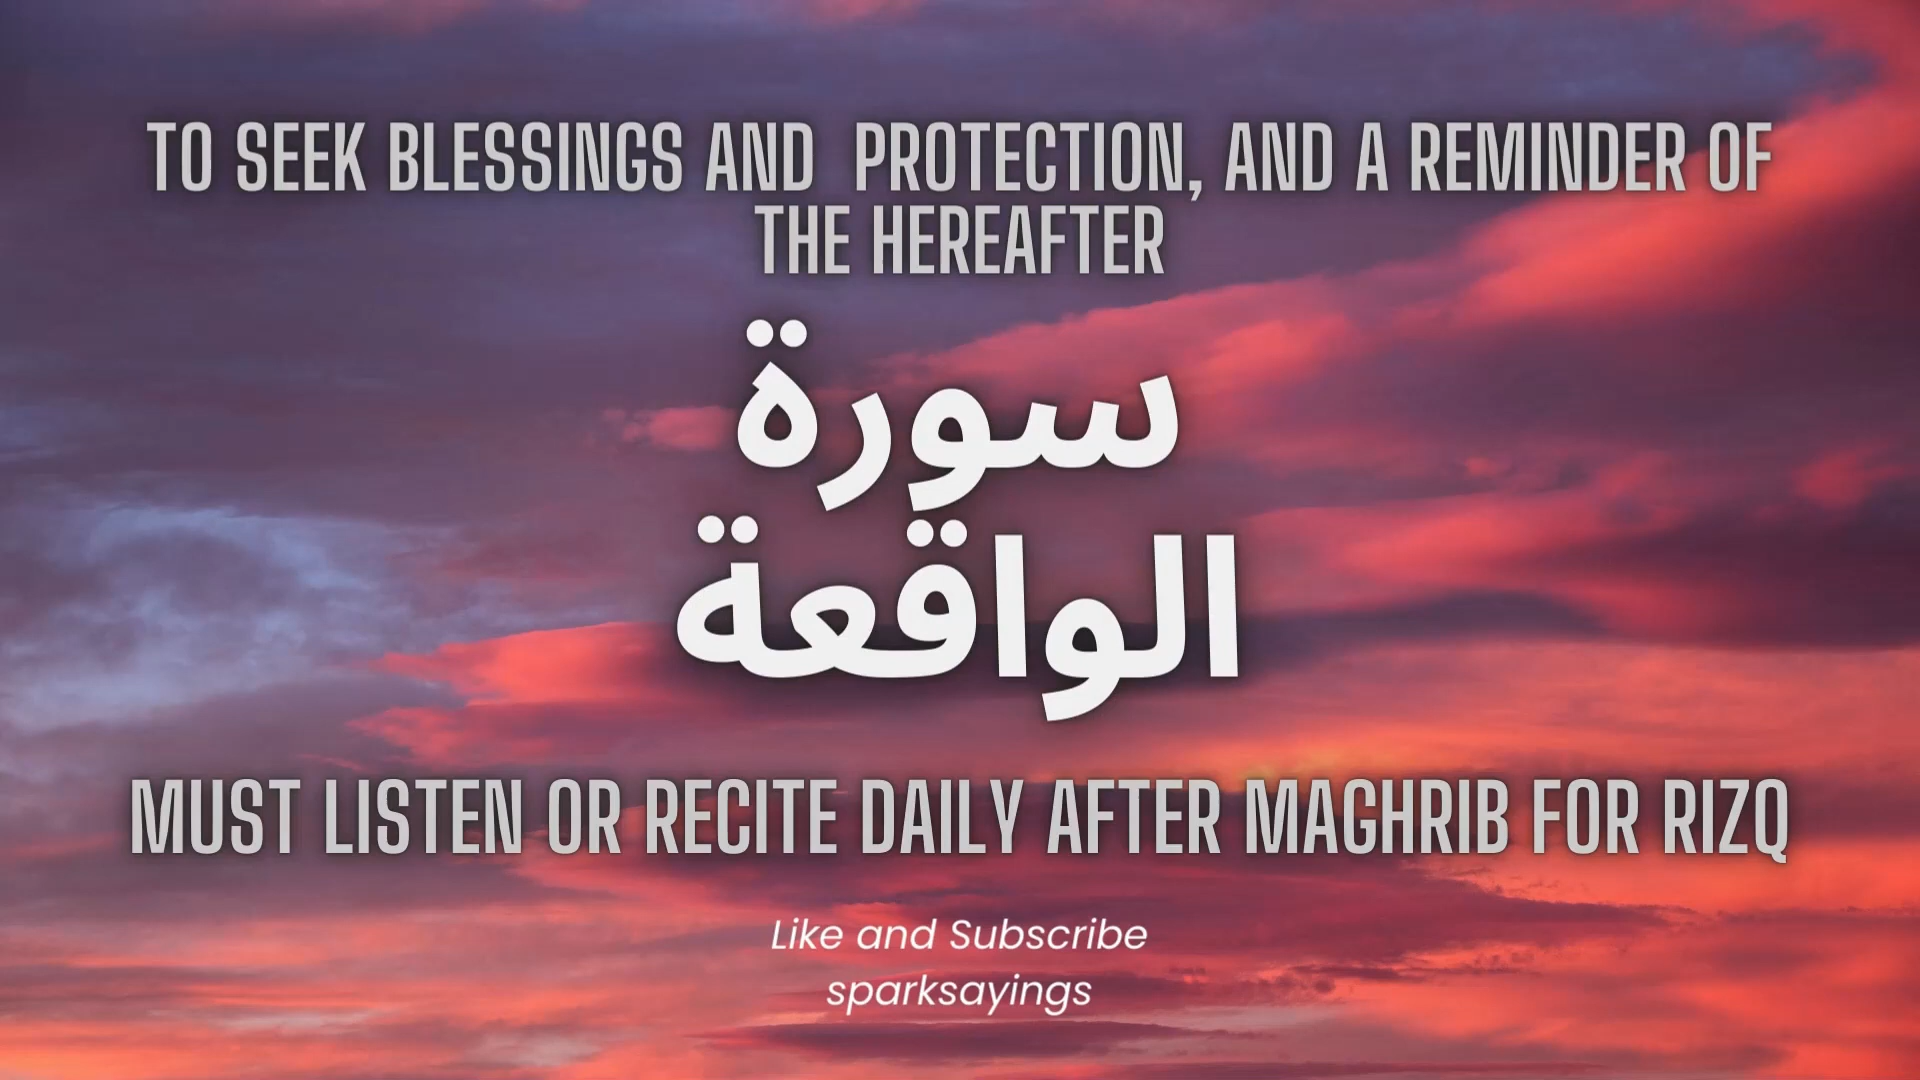 TO SEEK BLESSINGS AND  PROTECTION, AND A REMINDER OF
THE HEREAFTER
سورة
الواقعة
MUST LISTEN OR RECITE DAILY AFTER MAGHRIB FOR RIZQ
Like and Subscribe
sparksayings